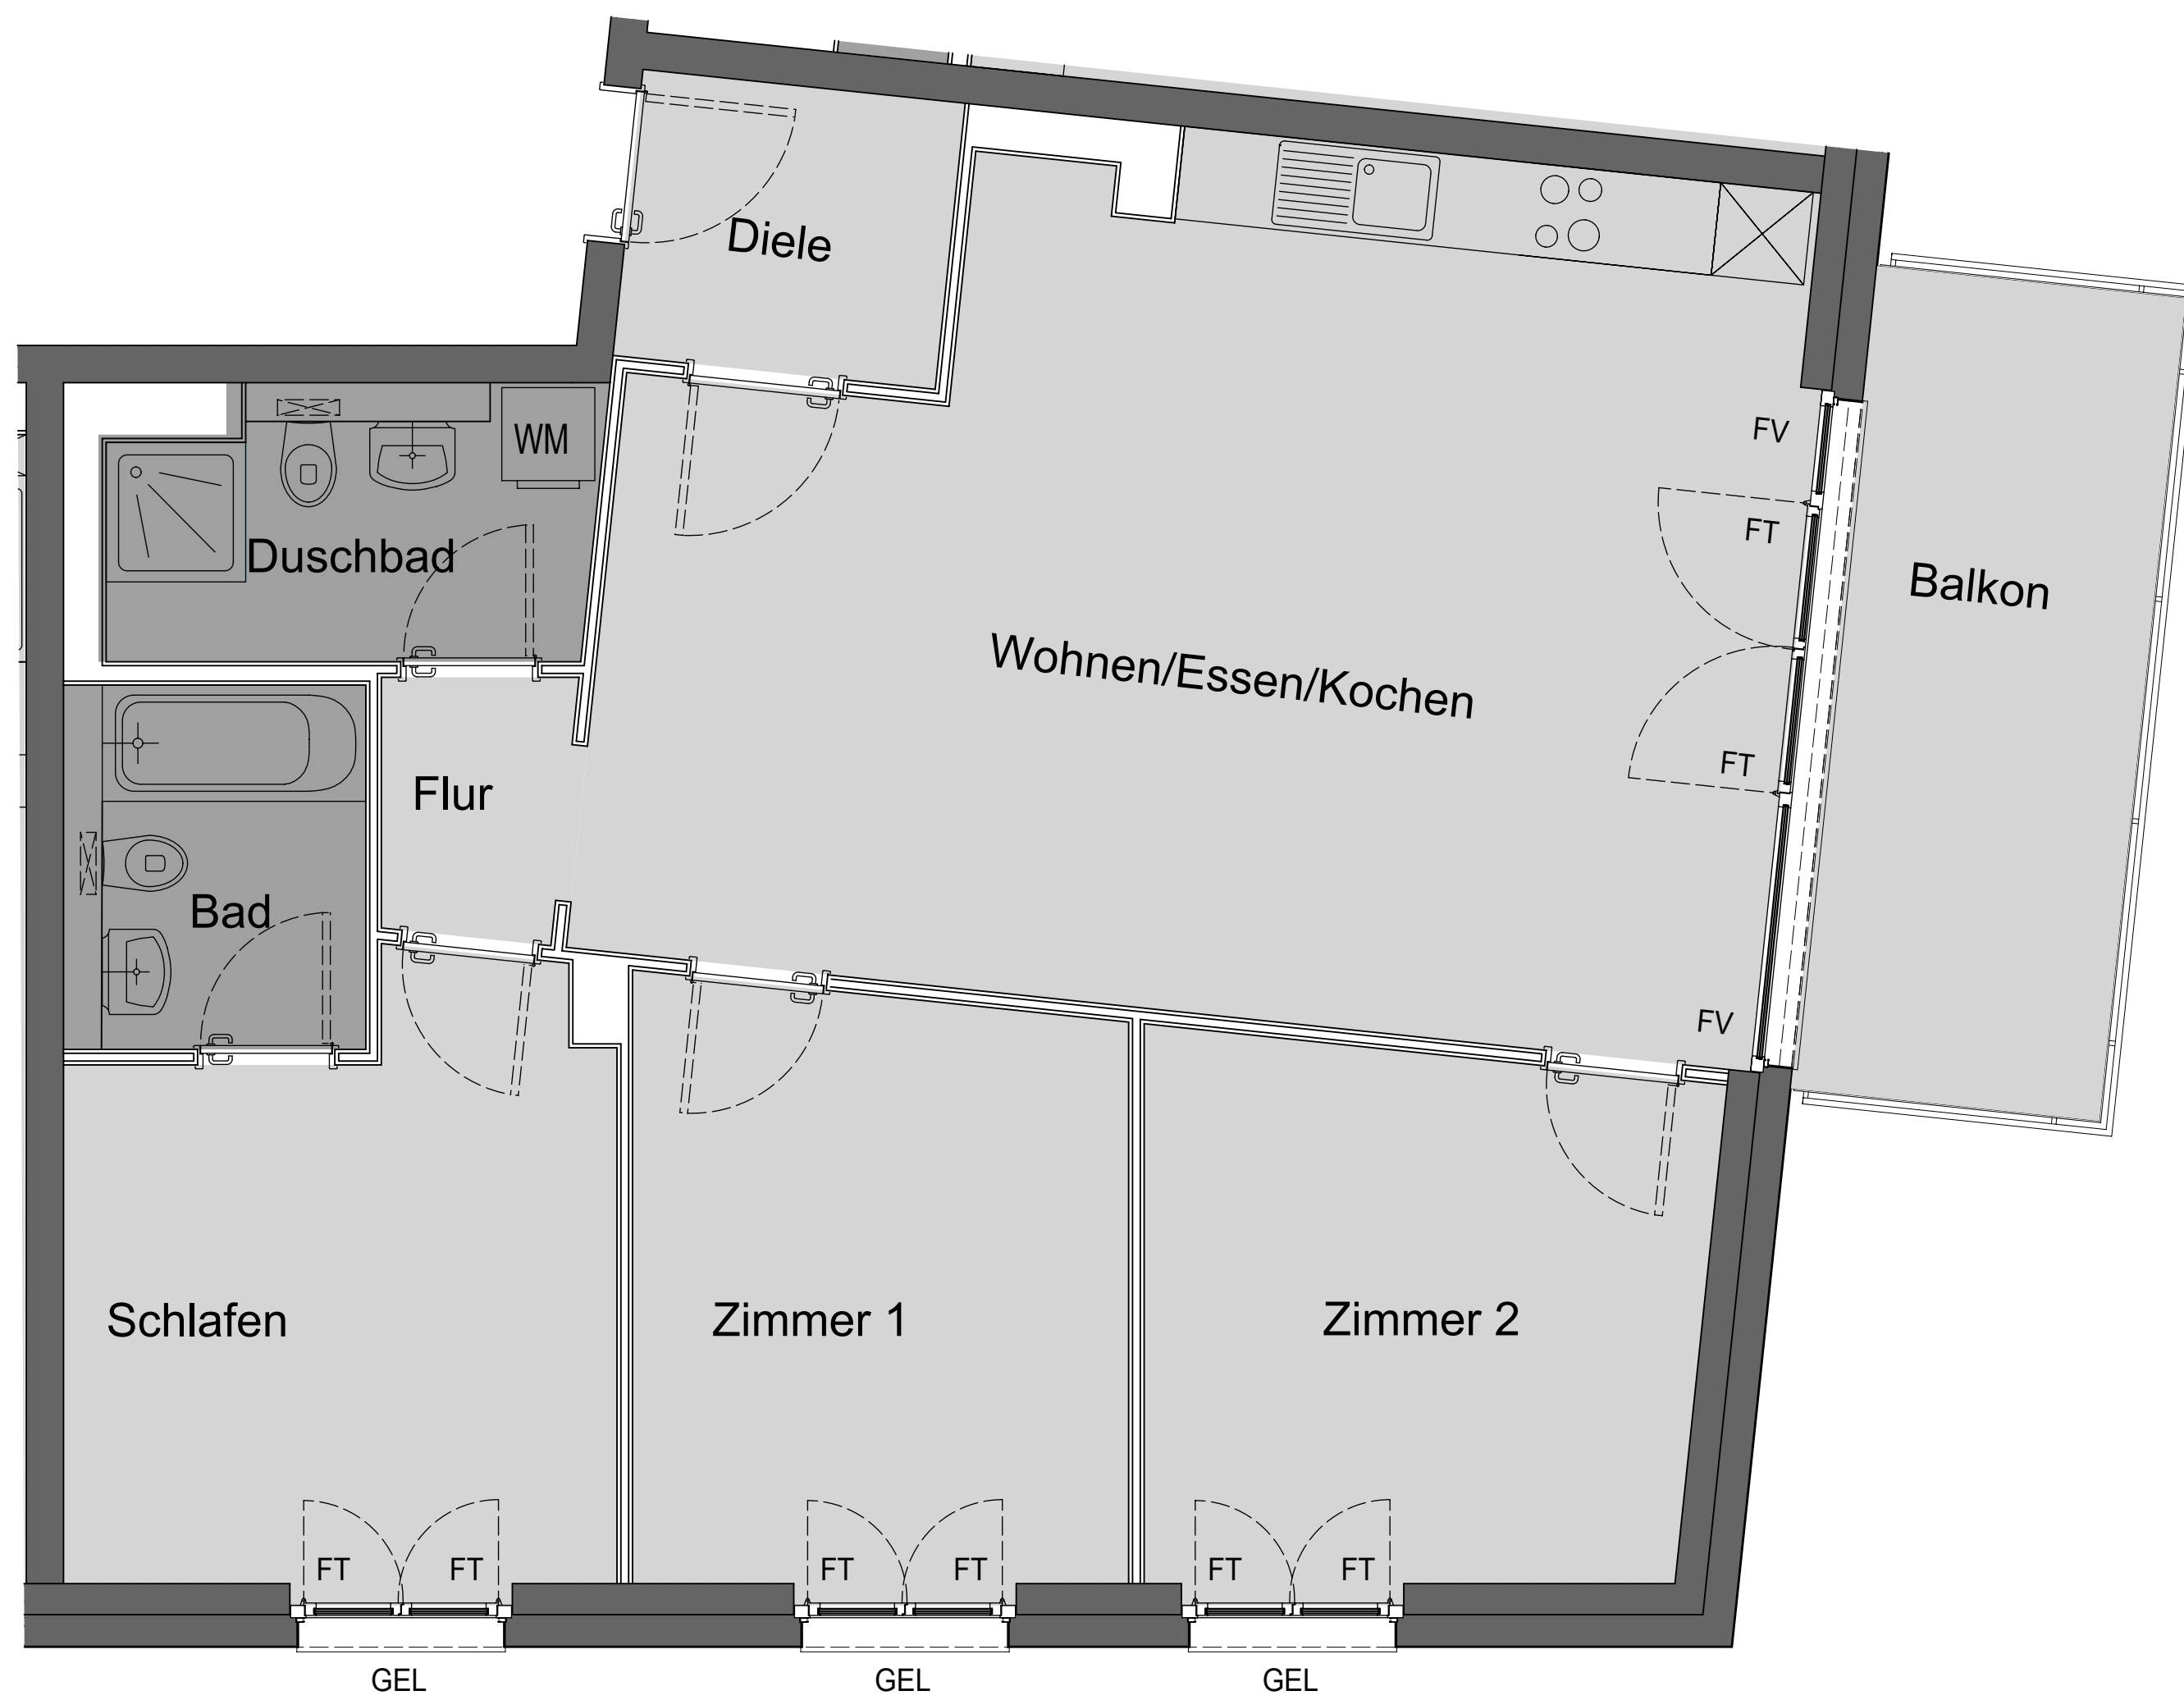 Diele
FV
WM
FT
Duschbad
Balkon
Wohnen/Essen/Kochen
FT
Flur
Bad
FV
Schlafen
Zimmer 1
Zimmer 2
FT FT FT FT FT FT
GEL GEL GEL